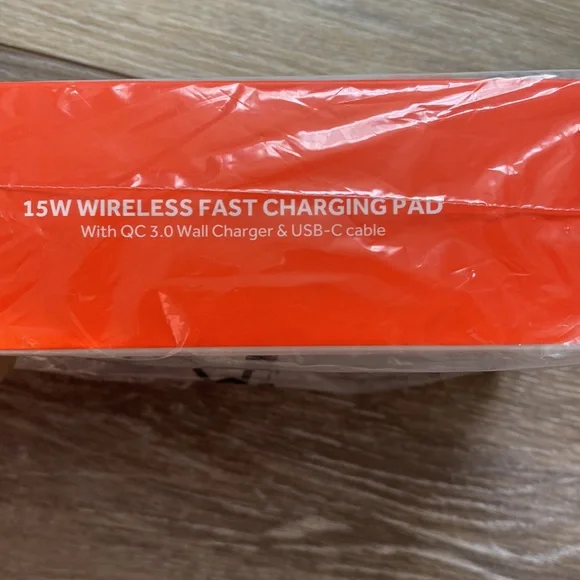 15W WIRELESS FAST CHARGING PAD
With QC 3.0 Wall Charger & USB-C cable